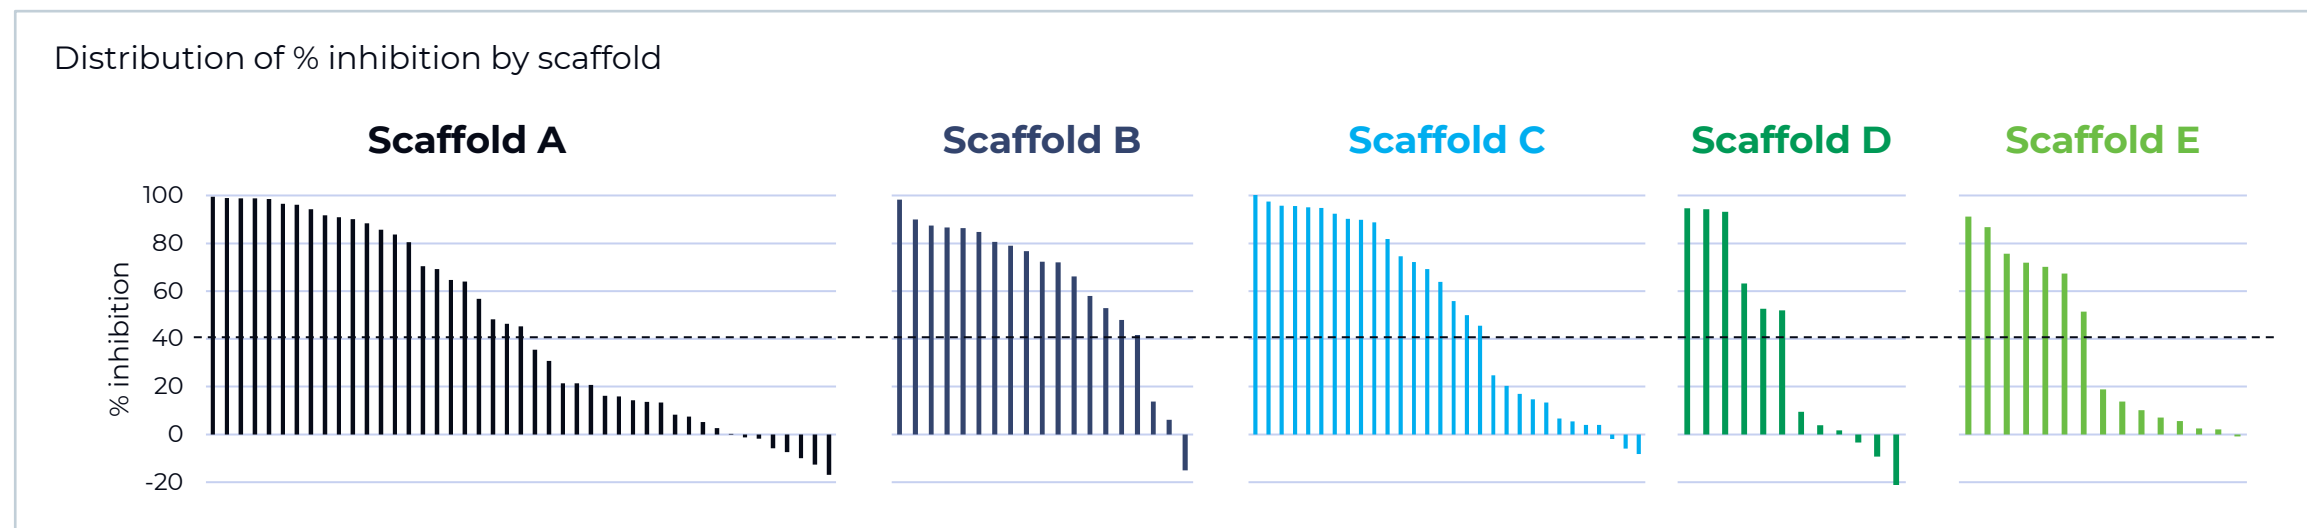 Distribution of % inhibition by scaffold
Scaffold A
Scaffold B
Scaffold C
Scaffold D
Scaffold E
% inhibition
100
80
60
40
20
0
-20